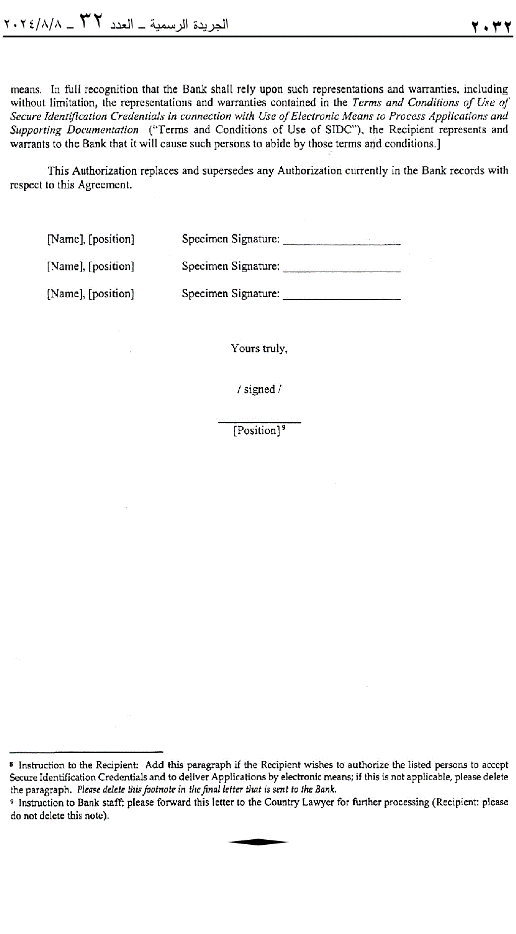 ٢٠٣٢ الجريدة الرسمية – العدد ٣٢ – ٢٠٢٤/٨/٨
means. In full recognition that the Bank shall rely upon such representations and warranties, including
without limitation, the representations and warranties contained in the Terms and Conditions of Use of
Secure Identification Credentials in connection with Use of Electronic Means to Process Applications and
Supporting Documentation ("Terms and Conditions of Use of SIDC"), the Recipient represents and
warrants to the Bank that it will cause such persons to abide by those terms and conditions.]
This Authorization replaces and supersedes any Authorization currently in the Bank records with
respect to this Agreement.
[Name], [position] Specimen Signature: ____________________
[Name], [position] Specimen Signature: ____________________
[Name], [position] Specimen Signature: ____________________
Yours truly,
/ signed /
[Position]⁹
⁸ Instruction to the Recipient: Add this paragraph if the Recipient wishes to authorize the listed persons to accept
Secure Identification Credentials and to deliver Applications by electronic means; if this is not applicable, please delete
the paragraph. Please delete this footnote in the final letter that is sent to the Bank.
⁹ Instruction to Bank staff: please forward this letter to the Country Lawyer for further processing (Recipient: please
do not delete this note).